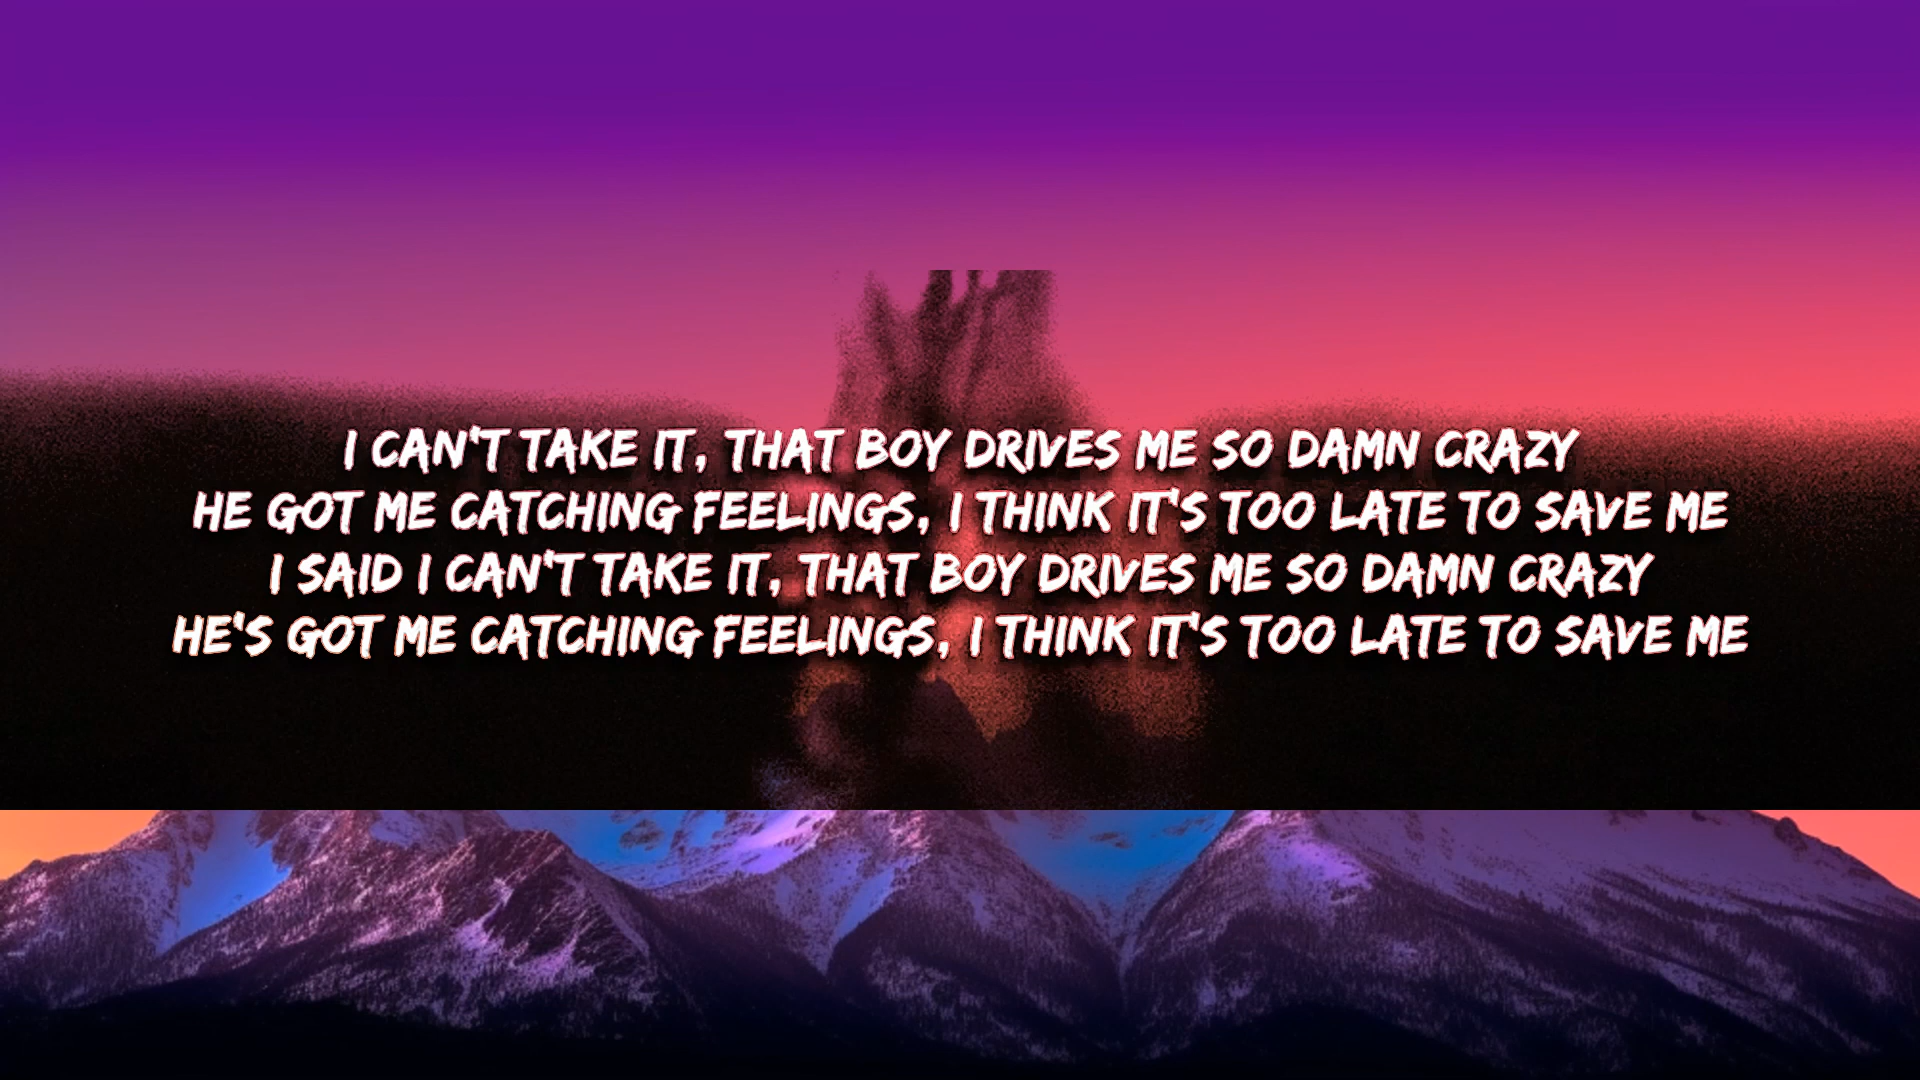 I CAN'T TAKE IT, THAT BOY DRIVES ME SO DAMN CRAZY
HE GOT ME CATCHING FEELINGS, I THINK IT'S TOO LATE TO SAVE ME
I SAID I CAN'T TAKE IT, THAT BOY DRIVES ME SO DAMN CRAZY
HE'S GOT ME CATCHING FEELINGS, I THINK IT'S TOO LATE TO SAVE ME